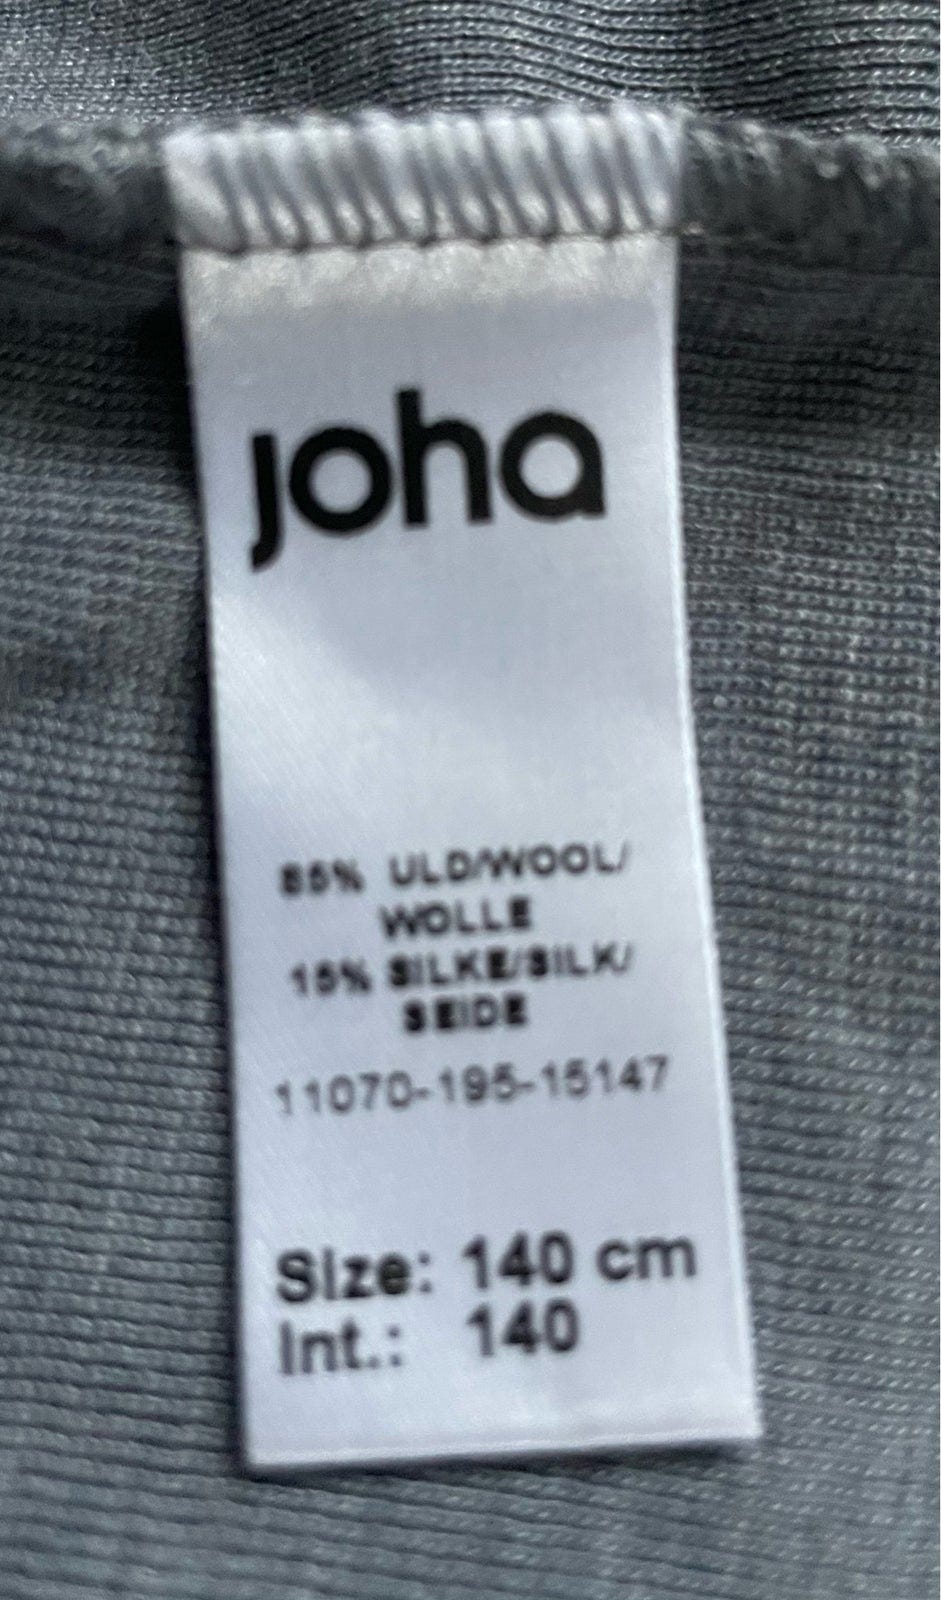 joha
85% ULD/WOOL/
WOLLE
15% SILKE/SILK/
SEIDE
11070-195-15147
Size: 140 cm
Int.: 140